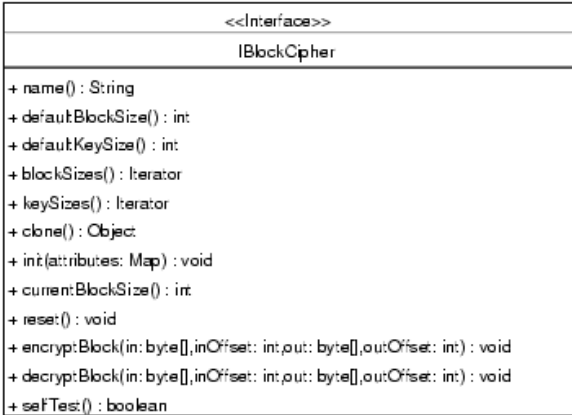 <<Interface>>
IBlockCipher
+ name() : String
+ defaultBlockSize() : int
+ defaultKeySize() : int
+ blockSizes() : Iterator
+ keySizes() : Iterator
+ clone() : Object
+ init(attributes: Map) : void
+ currentBlockSize() : int
+ reset() : void
+ encryptBlock(in: byte[],inOffset: int,out: byte[],outOffset: int) : void
+ decryptBlock(in: byte[],inOffset: int,out: byte[],outOffset: int) : void
+ selfTest() : boolean